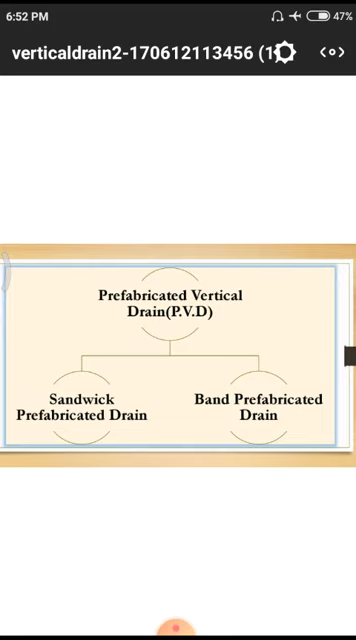 6:52 PM
47%
verticaldrain2-170612113456 (1
Prefabricated Vertical
Drain(P.V.D)
Sandwick
Prefabricated Drain
Band Prefabricated
Drain